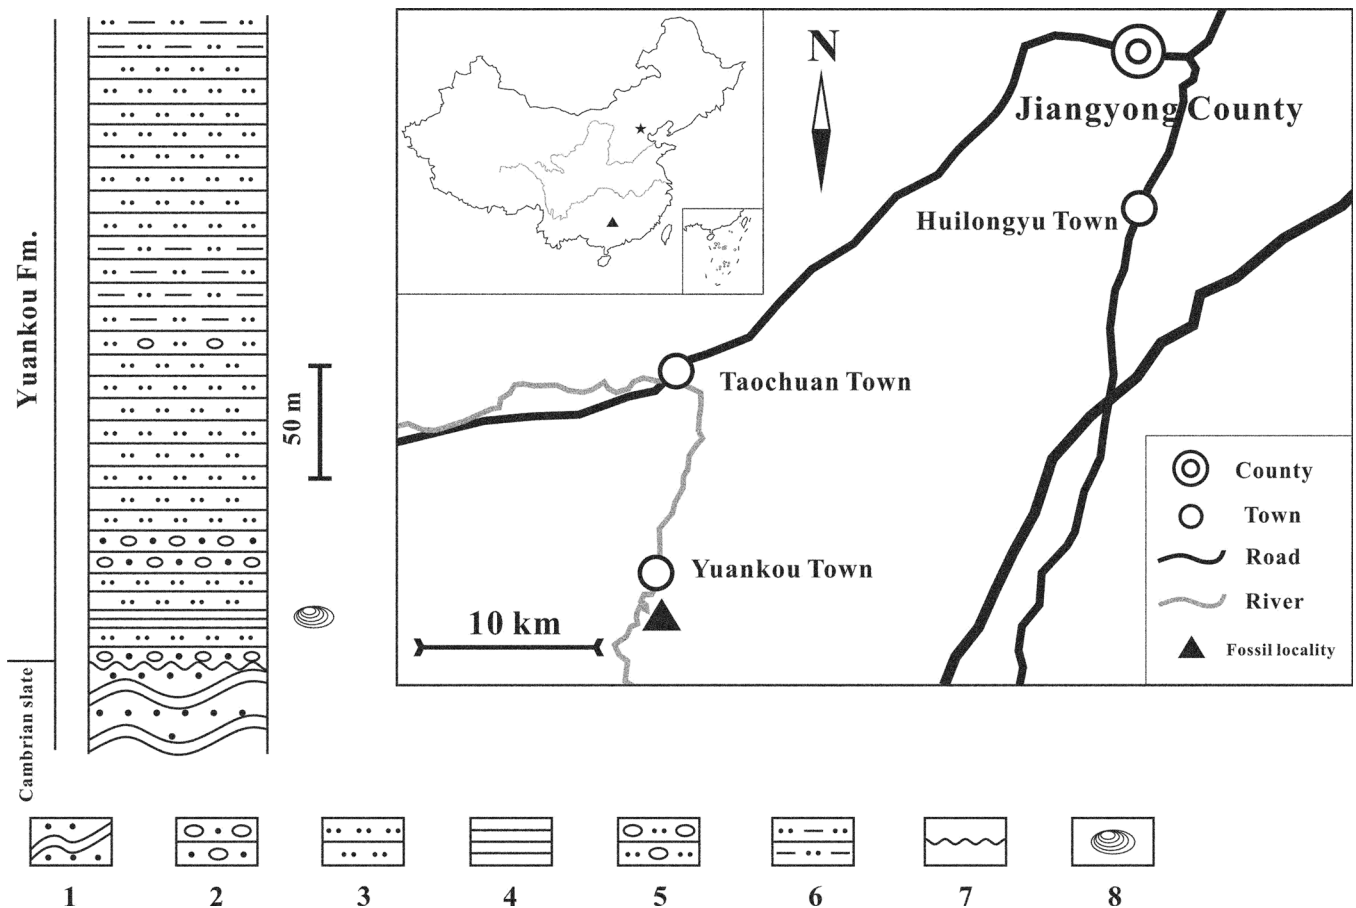 Yuankou Fm.
Cambrian slate
50 m
N
Jiangyong County
Huilongyu Town
Taochuan Town
Yuankou Town
10 km
County
Town
Road
River
Fossil locality
1 2 3 4 5 6 7 8